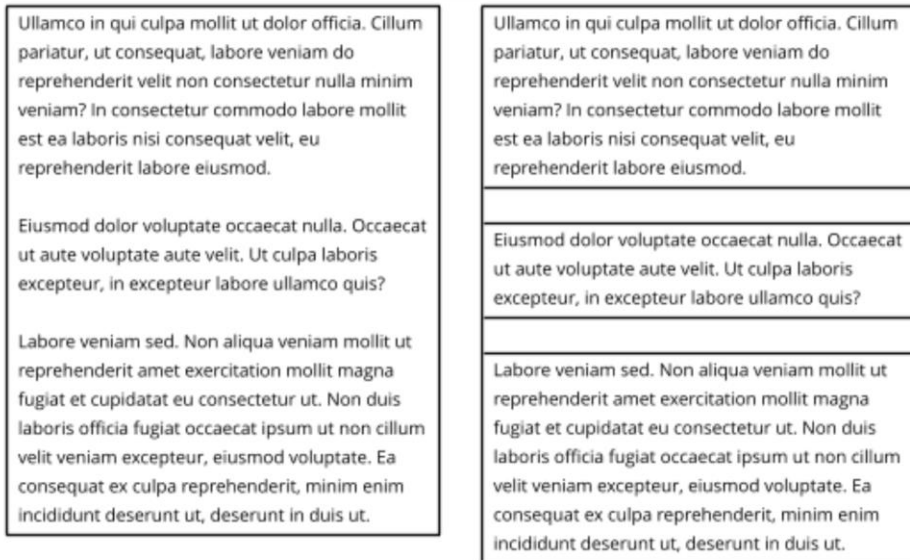 Ullamco in qui culpa mollit ut dolor officia. Cillum
pariatur, ut consequat, labore veniam do
reprehenderit velit non consectetur nulla minim
veniam? In consectetur commodo labore mollit
est ea laboris nisi consequat velit, eu
reprehenderit labore eiusmod.
Eiusmod dolor voluptate occaecat nulla. Occaecat
ut aute voluptate aute velit. Ut culpa laboris
excepteur, in excepteur labore ullamco quis?
Labore veniam sed. Non aliqua veniam mollit ut
reprehenderit amet exercitation mollit magna
fugiat et cupidatat eu consectetur ut. Non duis
laboris officia fugiat occaecat ipsum ut non cillum
velit veniam excepteur, eiusmod voluptate. Ea
consequat ex culpa reprehenderit, minim enim
incididunt deserunt ut, deserunt in duis ut.
Ullamco in qui culpa mollit ut dolor officia. Cillum
pariatur, ut consequat, labore veniam do
reprehenderit velit non consectetur nulla minim
veniam? In consectetur commodo labore mollit
est ea laboris nisi consequat velit, eu
reprehenderit labore eiusmod.
Eiusmod dolor voluptate occaecat nulla. Occaecat
ut aute voluptate aute velit. Ut culpa laboris
excepteur, in excepteur labore ullamco quis?
Labore veniam sed. Non aliqua veniam mollit ut
reprehenderit amet exercitation mollit magna
fugiat et cupidatat eu consectetur ut. Non duis
laboris officia fugiat occaecat ipsum ut non cillum
velit veniam excepteur, eiusmod voluptate. Ea
consequat ex culpa reprehenderit, minim enim
incididunt deserunt ut, deserunt in duis ut.